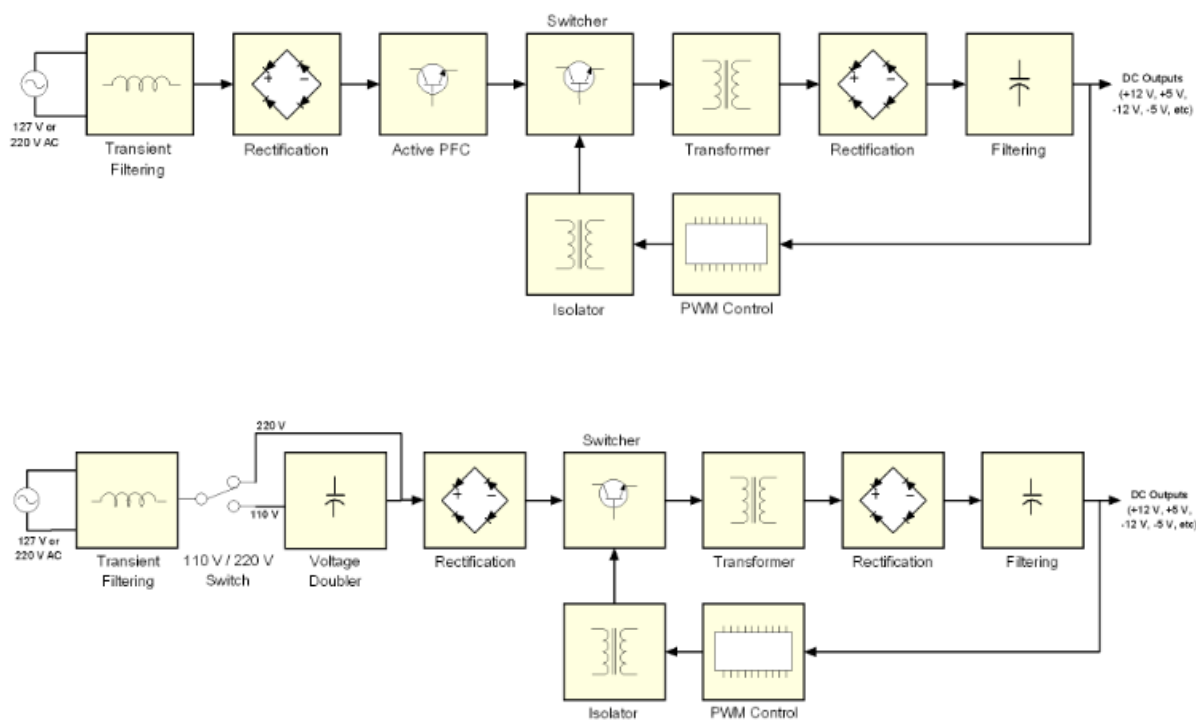 Switcher
127 V or
220 V AC
Transient
Filtering
Rectification
Active PFC
Transformer
Rectification
Filtering
DC Outputs
(+12 V, +5 V,
-12 V, -5 V, etc)
+
−
+
−
Isolator
PWM Control
Switcher
220 V
110 V
127 V or
220 V AC
Transient
Filtering
110 V / 220 V
Switch
Voltage
Doubler
Rectification
Transformer
Rectification
Filtering
DC Outputs
(+12 V, +5 V,
-12 V, -5 V, etc)
+
−
+
−
Isolator
PWM Control